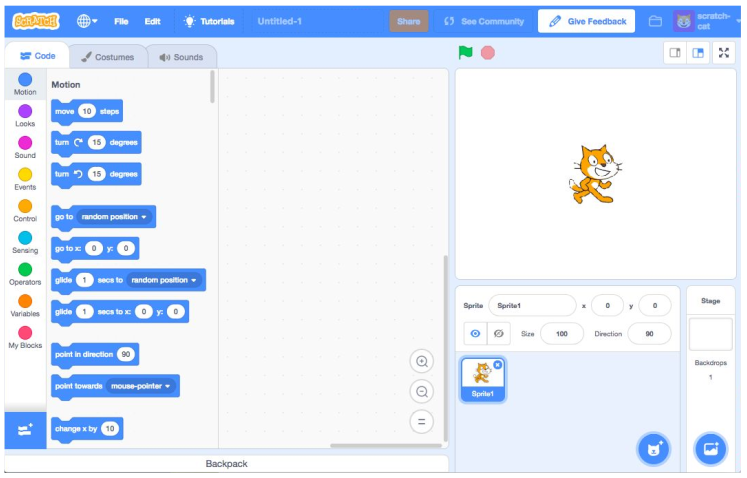 SCRATCH File Edit Tutorials Untitled-1 Share See Community Give Feedback scratch-cat
Code Costumes Sounds
Motion
Looks
Sound
Events
Control
Sensing
Operators
Variables
My Blocks
Motion
move 10 steps
turn 15 degrees
turn 15 degrees
go to random position
go to x: 0 y: 0
glide 1 secs to random position
glide 1 secs to x: 0 y: 0
point in direction 90
point towards mouse-pointer
change x by 10
Backpack
Sprite Sprite1 x 0 y 0
Size 100 Direction 90
Sprite1
Stage
Backdrops
1